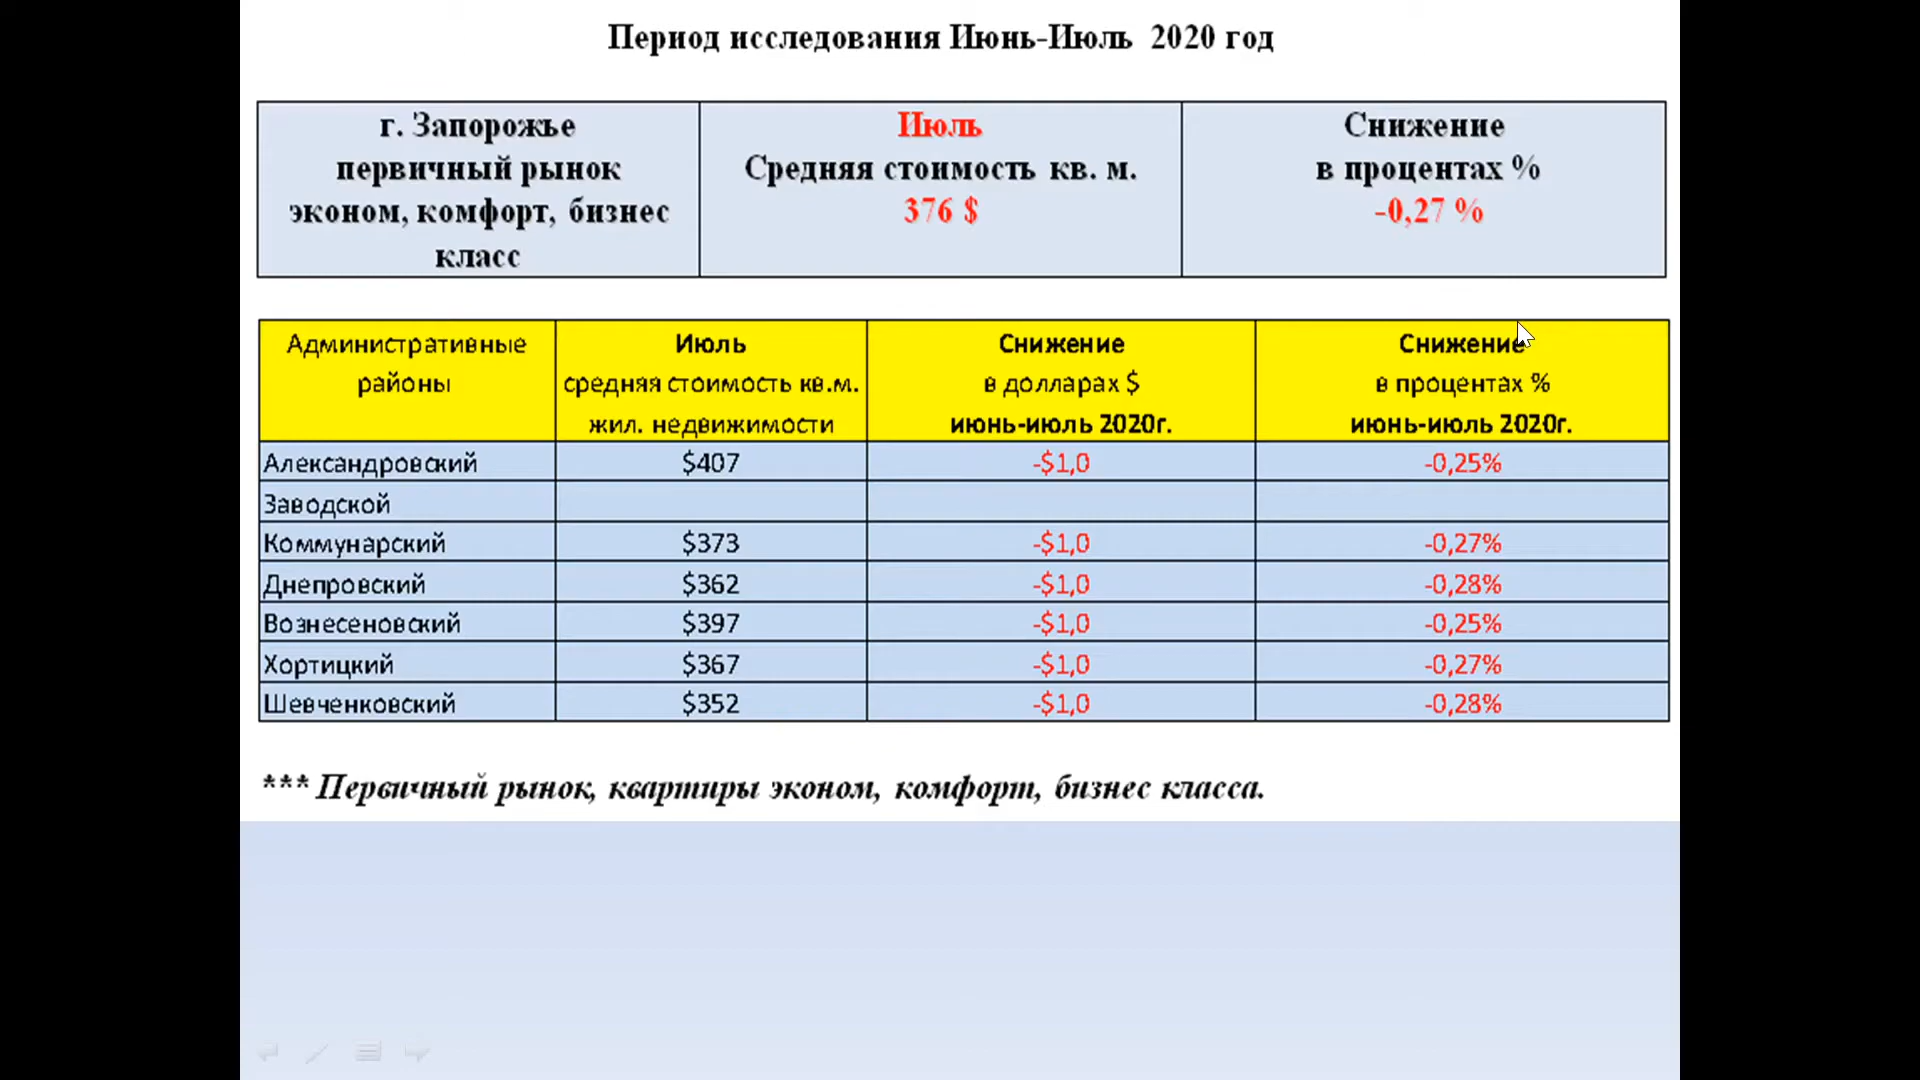 Период исследования Июнь-Июль 2020 год
г. Запорожье
первичный рынок
эконом, комфорт, бизнес
класс
Июль
Средняя стоимость кв. м.
376 $
Снижение
в процентах %
-0,27 %
Административные
районы
Июль
средняя стоимость кв.м.
жил. недвижимости
Снижение
в долларах $
июнь-июль 2020г.
Снижение
в процентах %
июнь-июль 2020г.
Александровский $407 -$1,0 -0,25%
Заводской
Коммунарский $373 -$1,0 -0,27%
Днепровский $362 -$1,0 -0,28%
Вознесеновский $397 -$1,0 -0,25%
Хортицкий $367 -$1,0 -0,27%
Шевченковский $352 -$1,0 -0,28%
*** Первичный рынок, квартиры эконом, комфорт, бизнес класса.